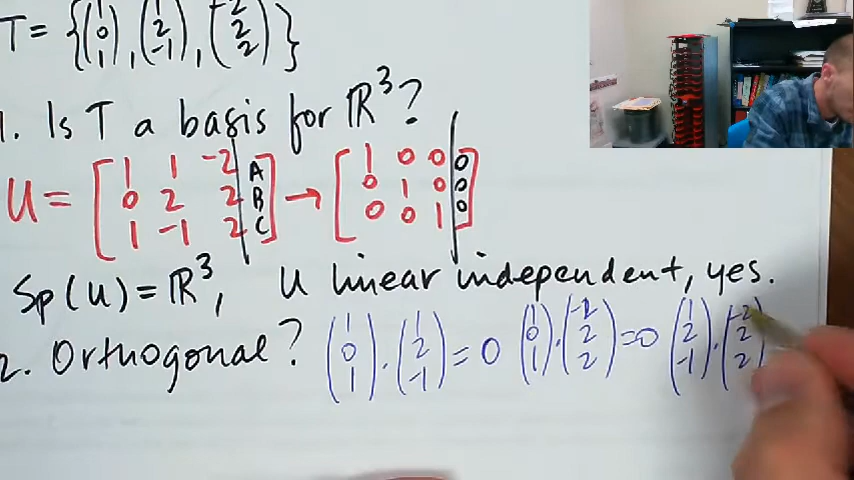 T = {(1 0 1), (1 2 -1), (-2 2 2)}
1. Is T a basis for ℝ³?
U = [1 1 -2 | A; 0 2 2 | B; 1 -1 2 | C] → [1 0 0 | 0; 0 1 0 | 0; 0 0 1 | 0]
Sp(U) = ℝ³, U linear independent, yes.
2. Orthogonal? (1 0 1) · (1 2 -1) = 0 (1 0 1) · (-2 2 2) = 0 (1 2 -1) · (-2 2 2)